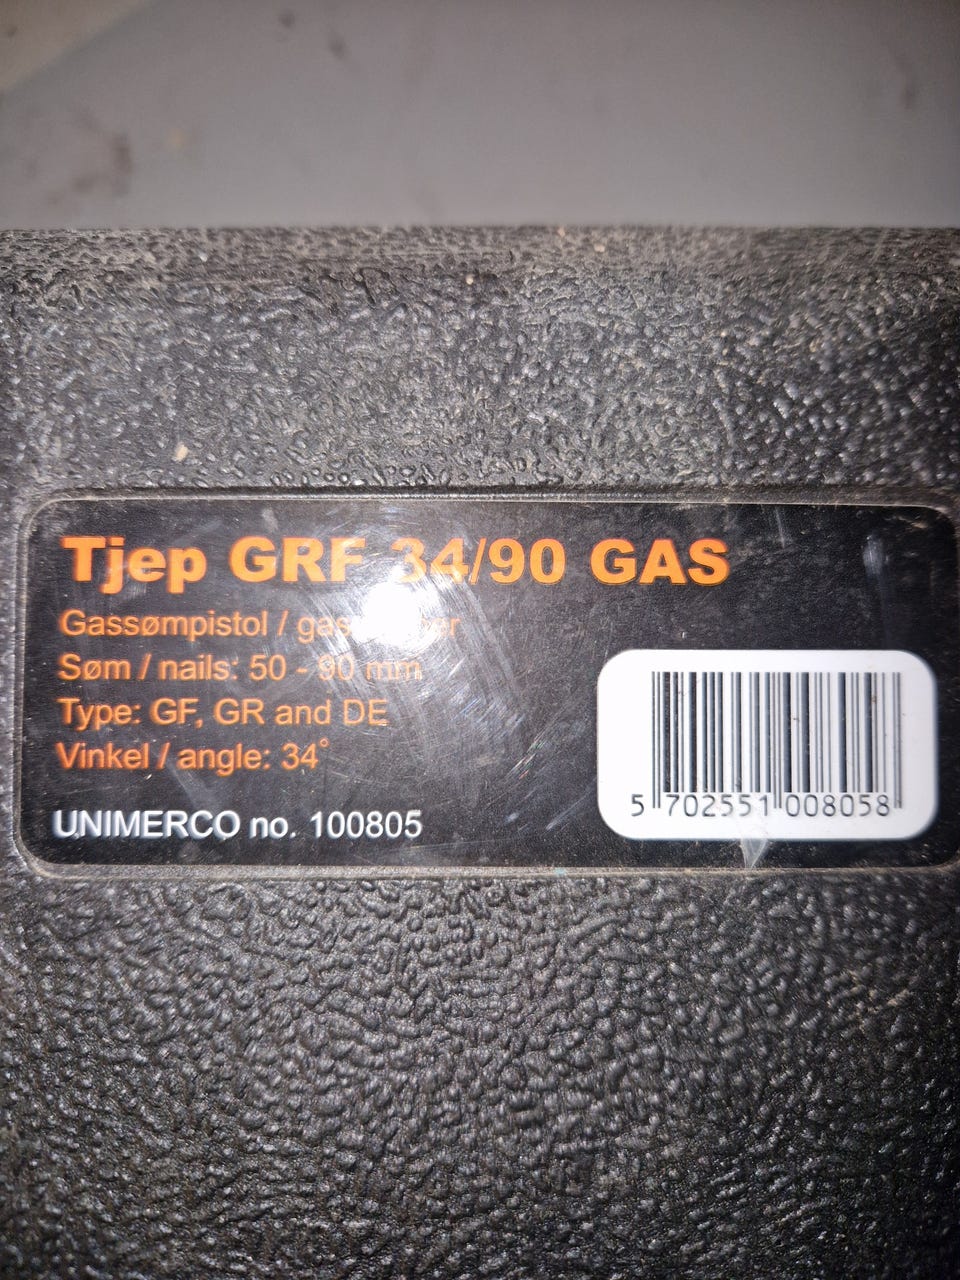 Tjep GRF 34/90 GAS
Gassømpistol /
Søm / nails: 50 - 90 mm
Type: GF, GR and DE
Vinkel / angle: 34°
UNIMERCO no. 100805
5 702551 008058